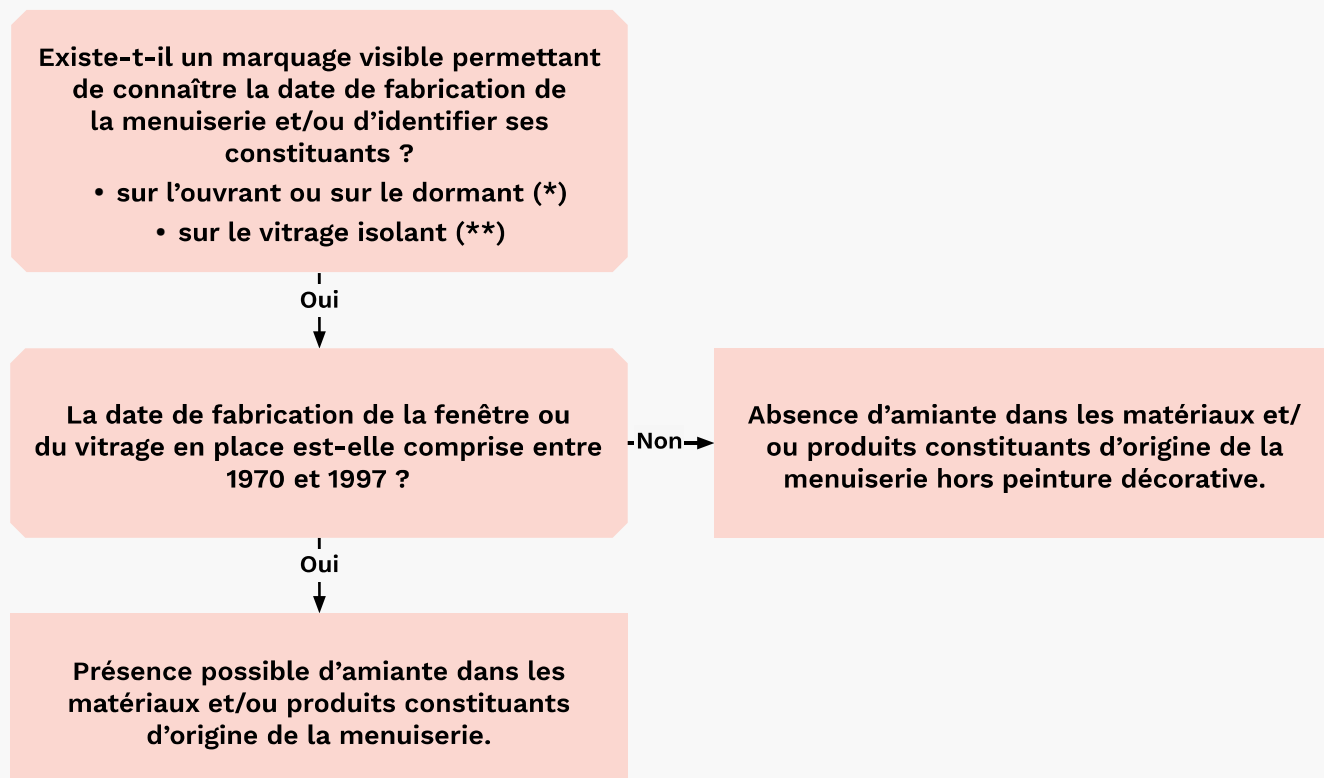 Existe-t-il un marquage visible permettant
de connaître la date de fabrication de
la menuiserie et/ou d’identifier ses
constituants ?
• sur l’ouvrant ou sur le dormant (*)
• sur le vitrage isolant (**)
Oui
La date de fabrication de la fenêtre ou
du vitrage en place est-elle comprise entre
1970 et 1997 ?
Non
Absence d’amiante dans les matériaux et/
ou produits constituants d’origine de la
menuiserie hors peinture décorative.
Oui
Présence possible d’amiante dans les
matériaux et/ou produits constituants
d’origine de la menuiserie.